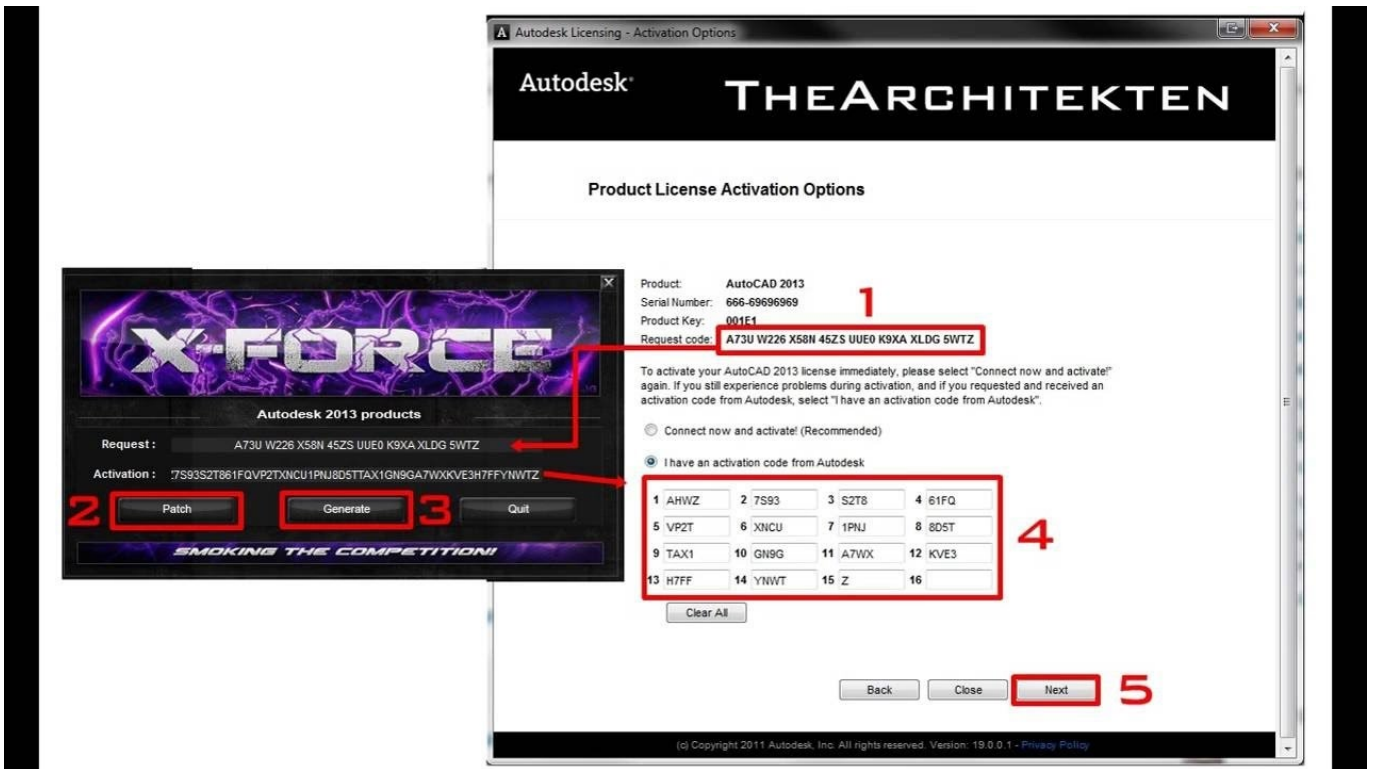 Autodesk Licensing - Activation Options
Autodesk
THEARCHITEKTEN
Product License Activation Options
Product: AutoCAD 2013
Serial Number: 666-69696969
Product Key: 001E1
Request code: A73U W226 X58N 45ZS UUE0 K9XA XLDG 5WTZ
1
To activate your AutoCAD 2013 license immediately, please select "Connect now and activate!"
again. If you still experience problems during activation, and if you requested and received an
activation code from Autodesk, select "I have an activation code from Autodesk".
Connect now and activate! (Recommended)
I have an activation code from Autodesk
1 AHWZ 2 7S93 3 S2T8 4 61FQ
5 VP2T 6 XNCU 7 1PNJ 8 8D5T
9 TAX1 10 GN9G 11 A7WX 12 KVE3
13 H7FF 14 YNWT 15 Z 16
4
Clear All
Back Close Next 5
(c) Copyright 2011 Autodesk, Inc. All rights reserved. Version: 19.0.0.1 - Privacy Policy
X-FORCE
Autodesk 2013 products
Request : A73U W226 X58N 45ZS UUE0 K9XA XLDG 5WTZ
Activation : 7S93S2T861FQVP2TXNCU1PNJ8D5TTAX1GN9GA7WXKVE3H7FFYNWTZ
2 Patch Generate 3 Quit
SMOKING THE COMPETITION!